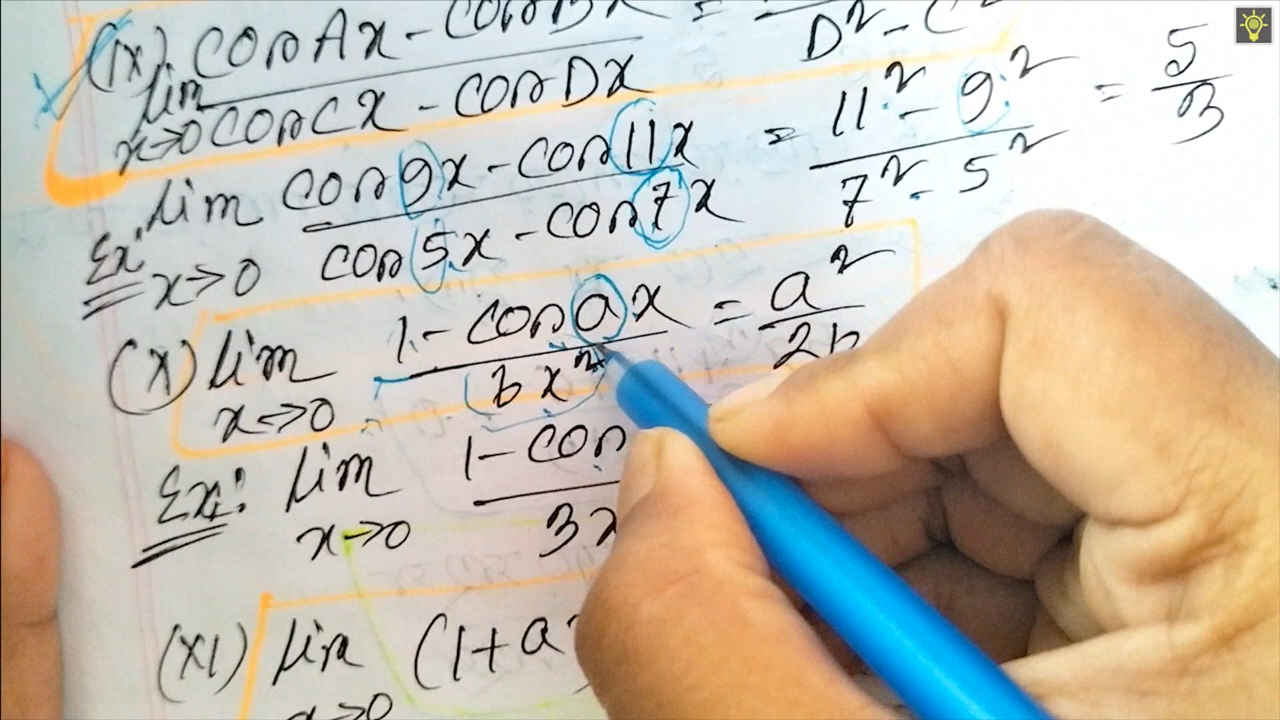 (ix) lim x→0 cos Ax - cos Bx / cos Cx - cos Dx = / D² - C²
Ex: lim x→0 cos 9x - cos 11x / cos 5x - cos 7x = 11² - 9² / 7² - 5² = 5/3
(x) lim x→0 1 - cos ax / bx² = a² / 2b
Ex: lim x→0 1 - cos / 3x
(xi) lim x→0 (1+a